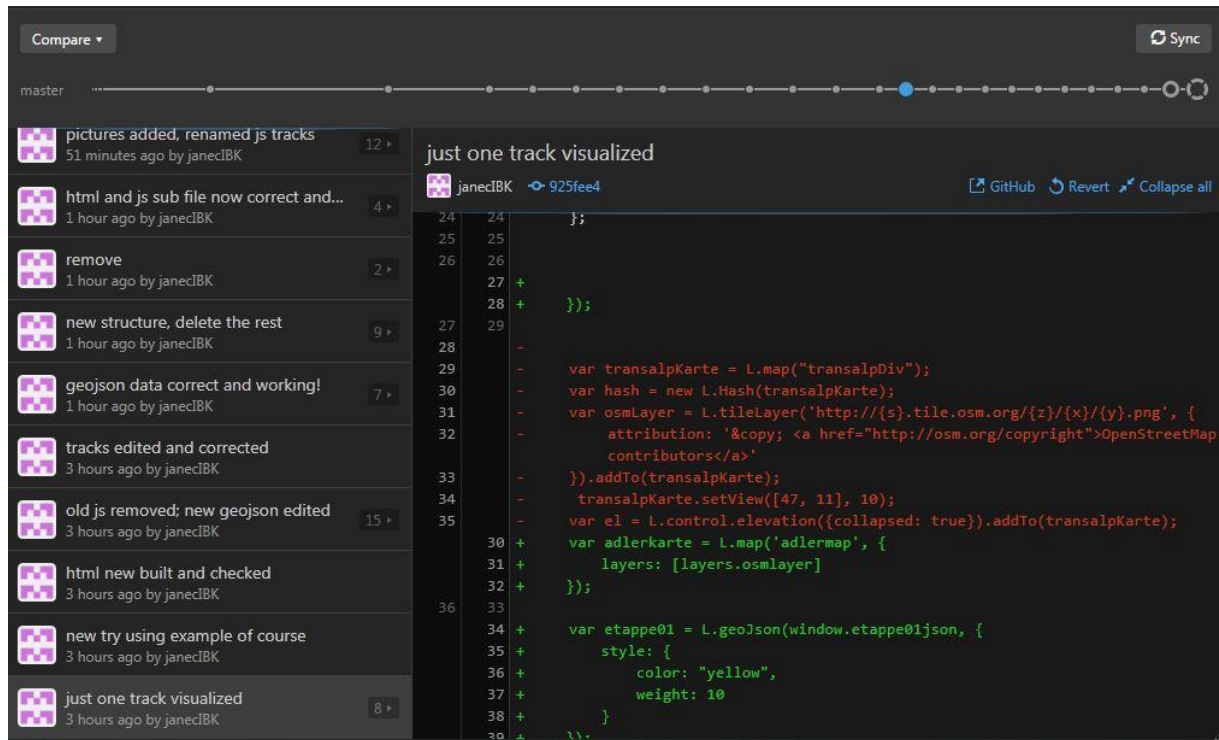 Compare
Sync
master
pictures added, renamed js tracks
51 minutes ago by janecIBK
12
html and js sub file now correct and...
1 hour ago by janecIBK
4
remove
1 hour ago by janecIBK
2
new structure, delete the rest
1 hour ago by janecIBK
9
geojson data correct and working!
1 hour ago by janecIBK
7
tracks edited and corrected
3 hours ago by janecIBK
old js removed; new geojson edited
3 hours ago by janecIBK
15
html new built and checked
3 hours ago by janecIBK
new try using example of course
3 hours ago by janecIBK
just one track visualized
3 hours ago by janecIBK
8
just one track visualized
janecIBK 925fee4 GitHub Revert Collapse all
24 24 };
25 25
26 26
27 +
28 + });
27 29
28 -
29 - var transalpKarte = L.map("transalpDiv");
30 - var hash = new L.Hash(transalpKarte);
31 - var osmLayer = L.tileLayer('http://{s}.tile.osm.org/{z}/{x}/{y}.png', {
32 - attribution: '&copy; <a href="http://osm.org/copyright">OpenStreetMap
contributors</a>'
33 - }).addTo(transalpKarte);
34 - transalpKarte.setView([47, 11], 10);
35 - var el = L.control.elevation({collapsed: true}).addTo(transalpKarte);
30 + var adlerkarte = L.map('adlermap', {
31 + layers: [layers.osmlayer]
32 + });
36 33
34 + var etappe01 = L.geoJson(window.etappe01json, {
35 + style: {
36 + color: "yellow",
37 + weight: 10
38 + }
39 + });